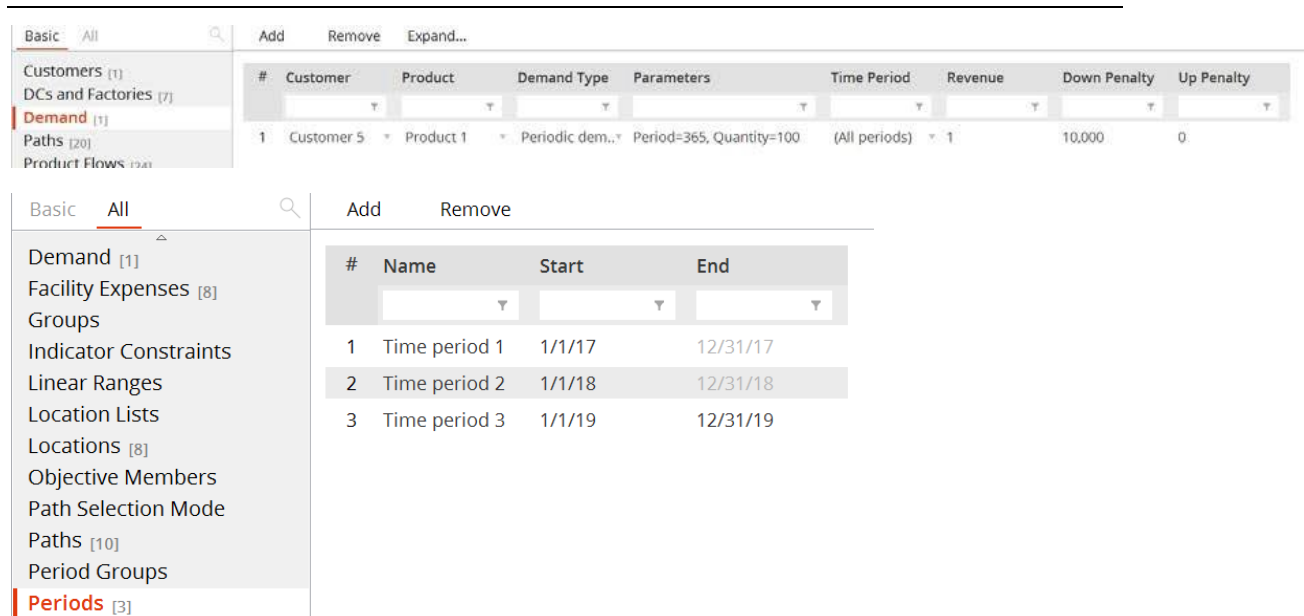 Basic All Add Remove Expand...
Customers [1]
DCs and Factories [7]
Demand [1]
Paths [20]
Product Flows [24]
# Customer Product Demand Type Parameters Time Period Revenue Down Penalty Up Penalty
1 Customer 5 Product 1 Periodic dem.. Period=365, Quantity=100 (All periods) 1 10,000 0
Basic All Add Remove
Demand [1]
Facility Expenses [8]
Groups
Indicator Constraints
Linear Ranges
Location Lists
Locations [8]
Objective Members
Path Selection Mode
Paths [10]
Period Groups
Periods [3]
# Name Start End
1 Time period 1 1/1/17 12/31/17
2 Time period 2 1/1/18 12/31/18
3 Time period 3 1/1/19 12/31/19